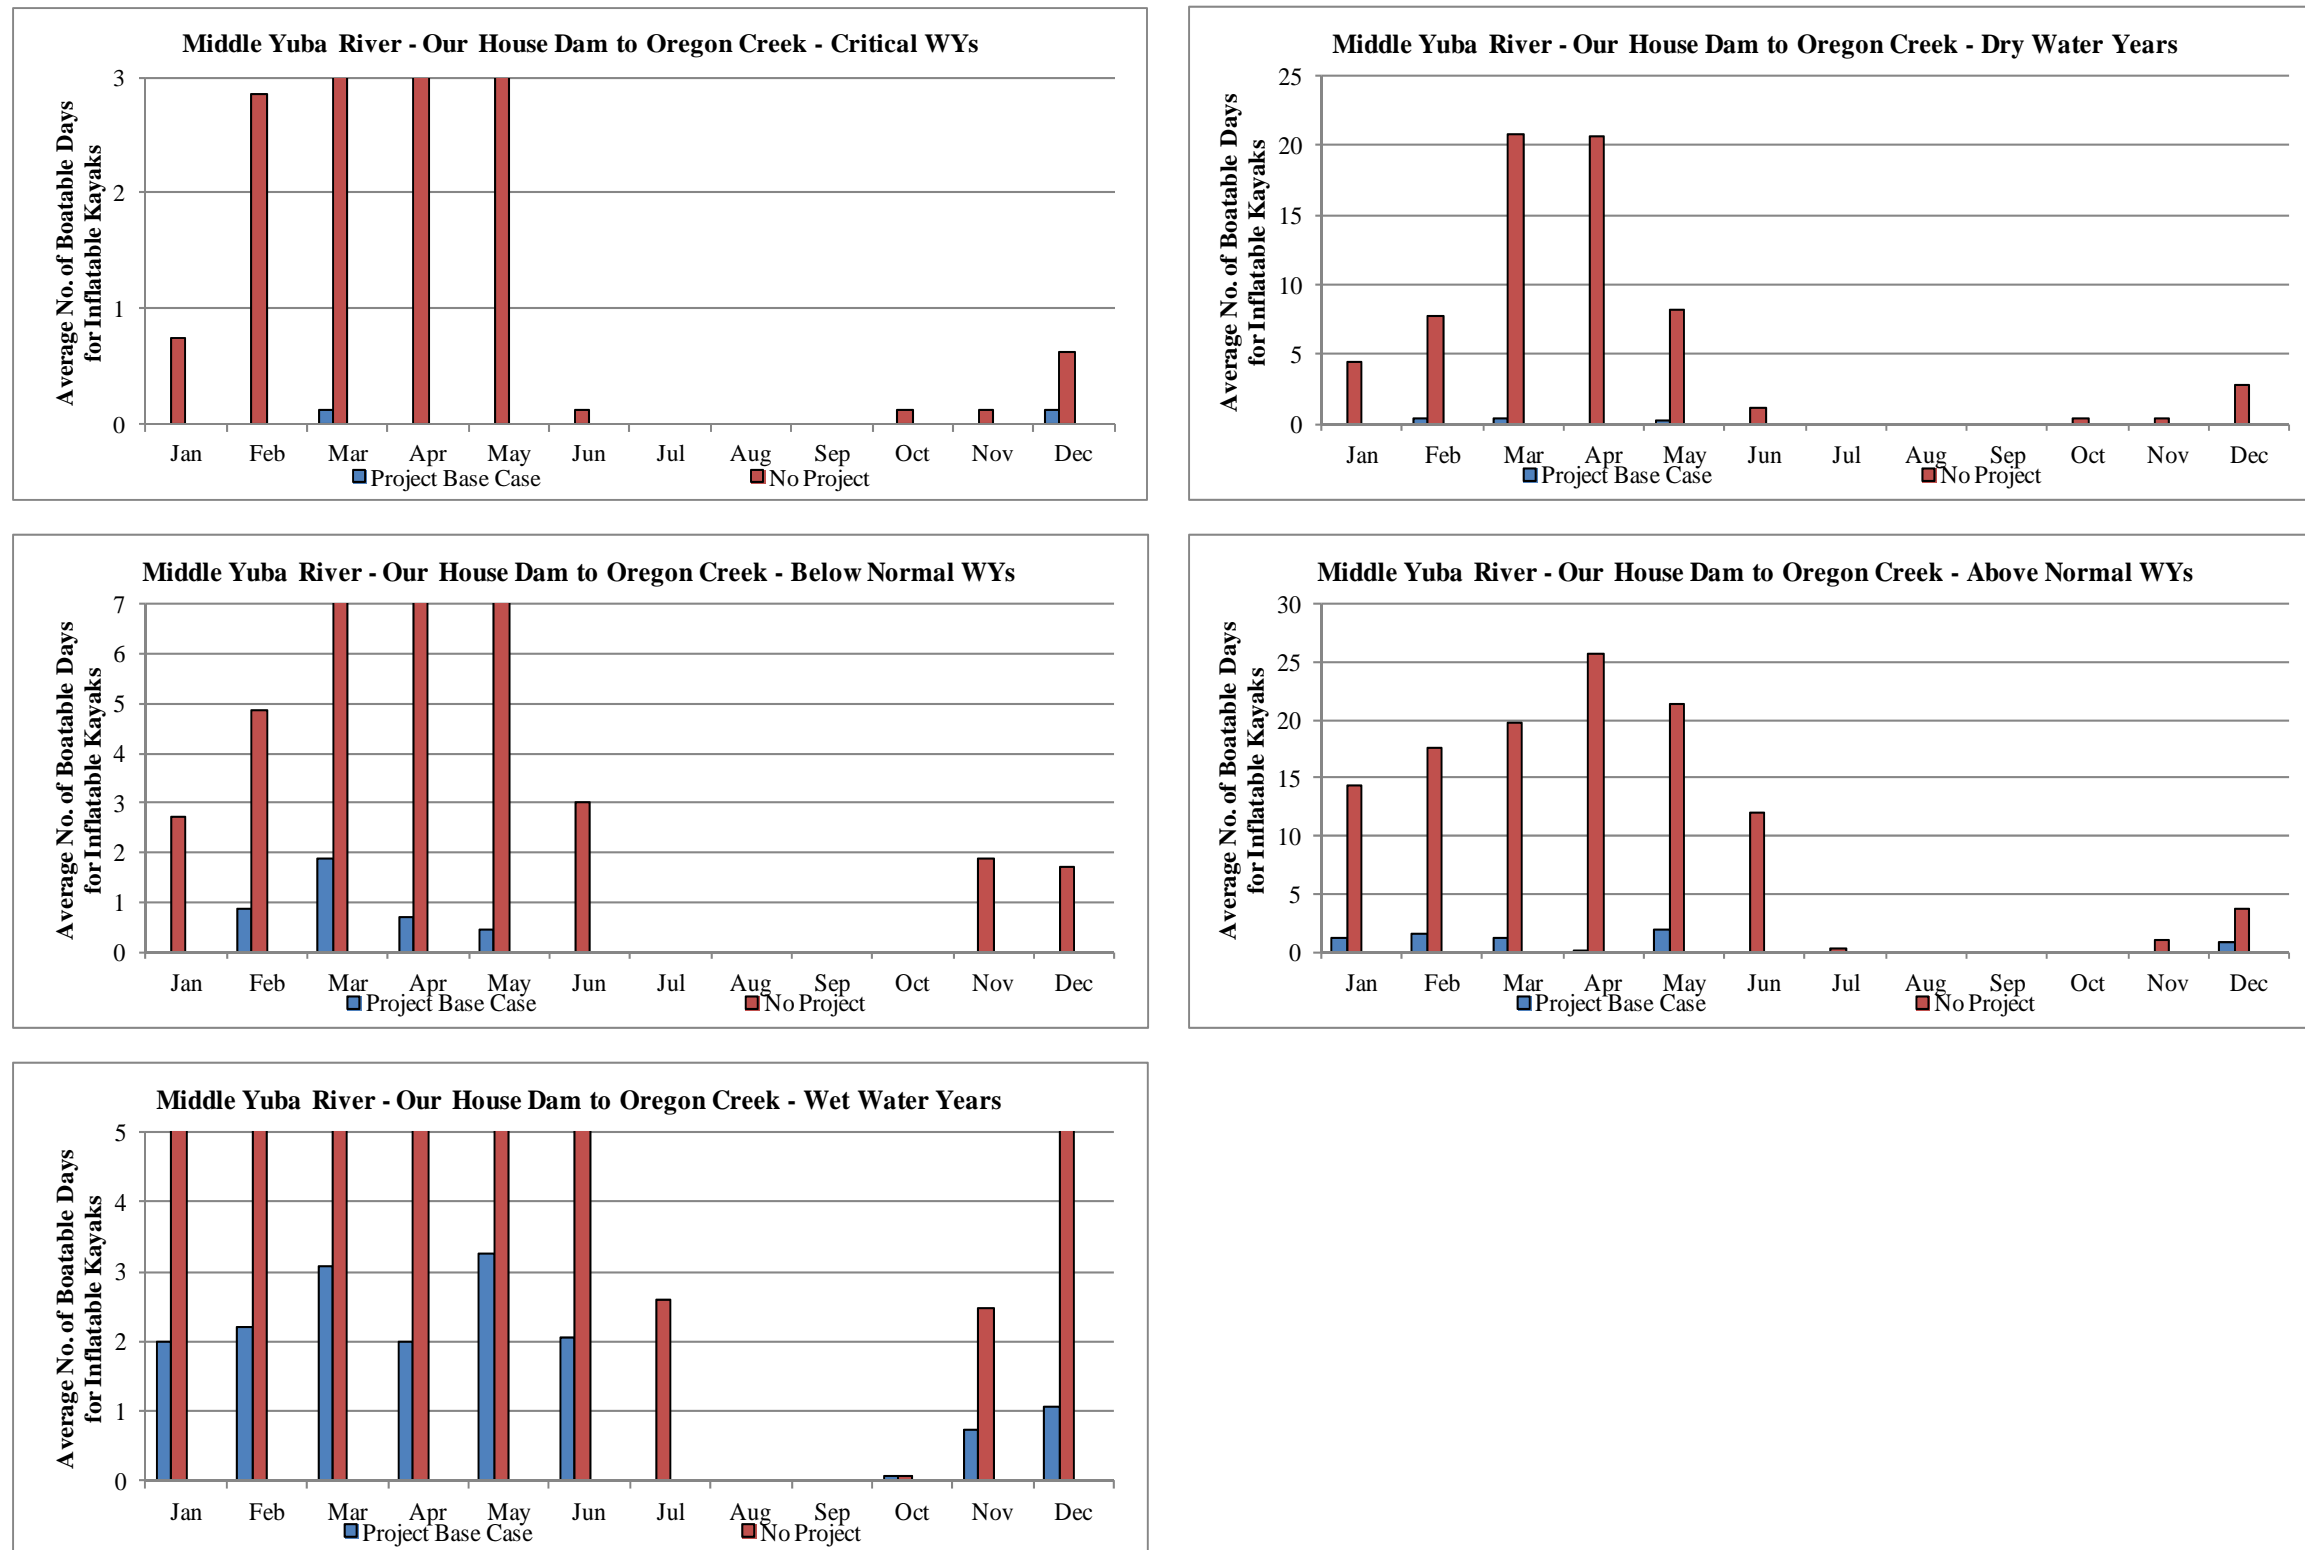 Middle Yuba River - Our House Dam to Oregon Creek - Critical WYs
Average No. of Boatable Days
for Inflatable Kayaks
3
2
1
0
Jan Feb Mar Apr May Jun Jul Aug Sep Oct Nov Dec
Project Base Case No Project
Middle Yuba River - Our House Dam to Oregon Creek - Dry Water Years
Average No. of Boatable Days
for Inflatable Kayaks
25
20
15
10
5
0
Jan Feb Mar Apr May Jun Jul Aug Sep Oct Nov Dec
Project Base Case No Project
Middle Yuba River - Our House Dam to Oregon Creek - Below Normal WYs
Average No. of Boatable Days
for Inflatable Kayaks
7
6
5
4
3
2
1
0
Jan Feb Mar Apr May Jun Jul Aug Sep Oct Nov Dec
Project Base Case No Project
Middle Yuba River - Our House Dam to Oregon Creek - Above Normal WYs
Average No. of Boatable Days
for Inflatable Kayaks
30
25
20
15
10
5
0
Jan Feb Mar Apr May Jun Jul Aug Sep Oct Nov Dec
Project Base Case No Project
Middle Yuba River - Our House Dam to Oregon Creek - Wet Water Years
Average No. of Boatable Days
for Inflatable Kayaks
5
4
3
2
1
0
Jan Feb Mar Apr May Jun Jul Aug Sep Oct Nov Dec
Project Base Case No Project